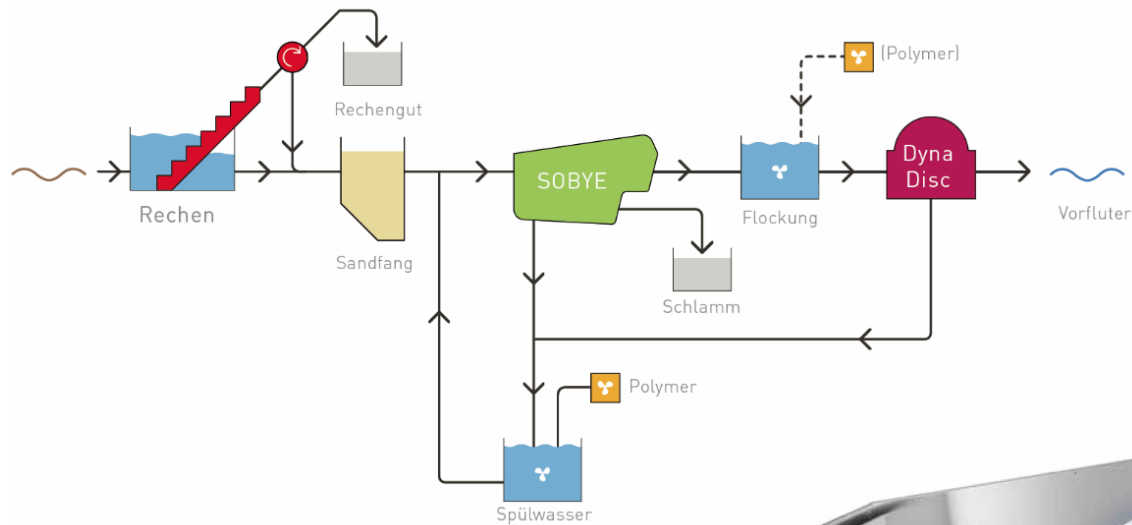 (Polymer)
Rechengut
Dyna
Disc
SOBYE
Rechen
Flockung
Vorfluter
Sandfang
Schlamm
Polymer
Spülwasser